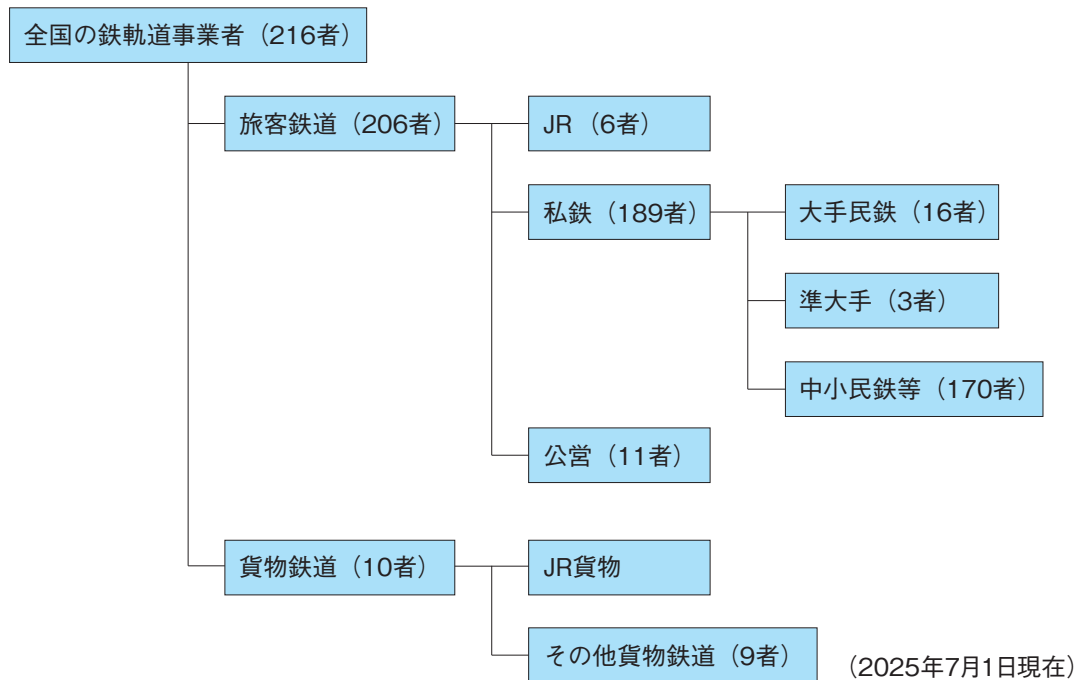 全国の鉄軌道事業者（216者）
旅客鉄道（206者）
JR（6者）
私鉄（189者）
大手民鉄（16者）
準大手（3者）
中小民鉄等（170者）
公営（11者）
貨物鉄道（10者）
JR貨物
その他貨物鉄道（9者）
（2025年7月1日現在）